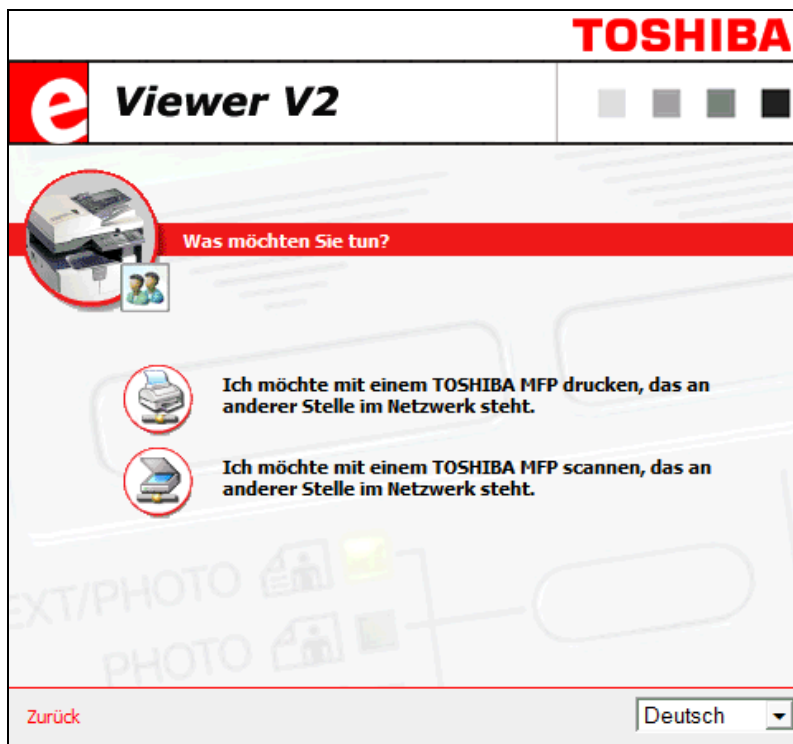 TOSHIBA
e Viewer V2
Was möchten Sie tun?
Ich möchte mit einem TOSHIBA MFP drucken, das an
anderer Stelle im Netzwerk steht.
Ich möchte mit einem TOSHIBA MFP scannen, das an
anderer Stelle im Netzwerk steht.
EXT/PHOTO
PHOTO
Zurück
Deutsch